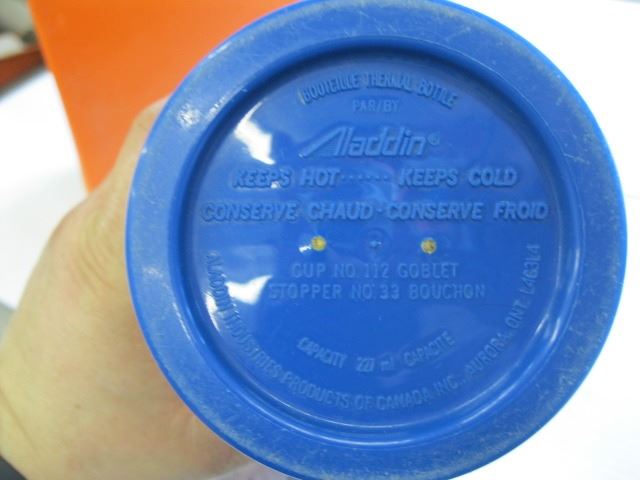 BOUTEILLE THERMAL BOTTLE
PAR/BY
Aladdin®
KEEPS HOT······KEEPS COLD
CONSERVE CHAUD-CONSERVE FROID
CUP NO. 112 GOBLET
STOPPER NO. 33 BOUCHON
CAPACITY 227 ml CAPACITE
INDUSTRIES PRODUCTS OF CANADA INC., AURORA, ONT. L4G3L4